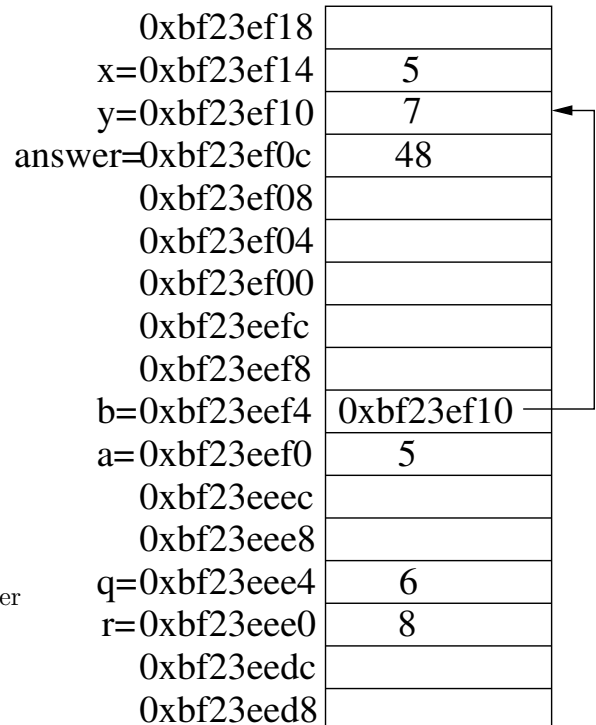 0xbf23ef18
x=0xbf23ef14 5
y=0xbf23ef10 7
answer=0xbf23ef0c 48
0xbf23ef08
0xbf23ef04
0xbf23ef00
0xbf23eefc
0xbf23eef8
b=0xbf23eef4 0xbf23ef10
a=0xbf23eef0 5
0xbf23eeec
0xbf23eee8
er q=0xbf23eee4 6
r=0xbf23eee0 8
0xbf23eedc
0xbf23eed8